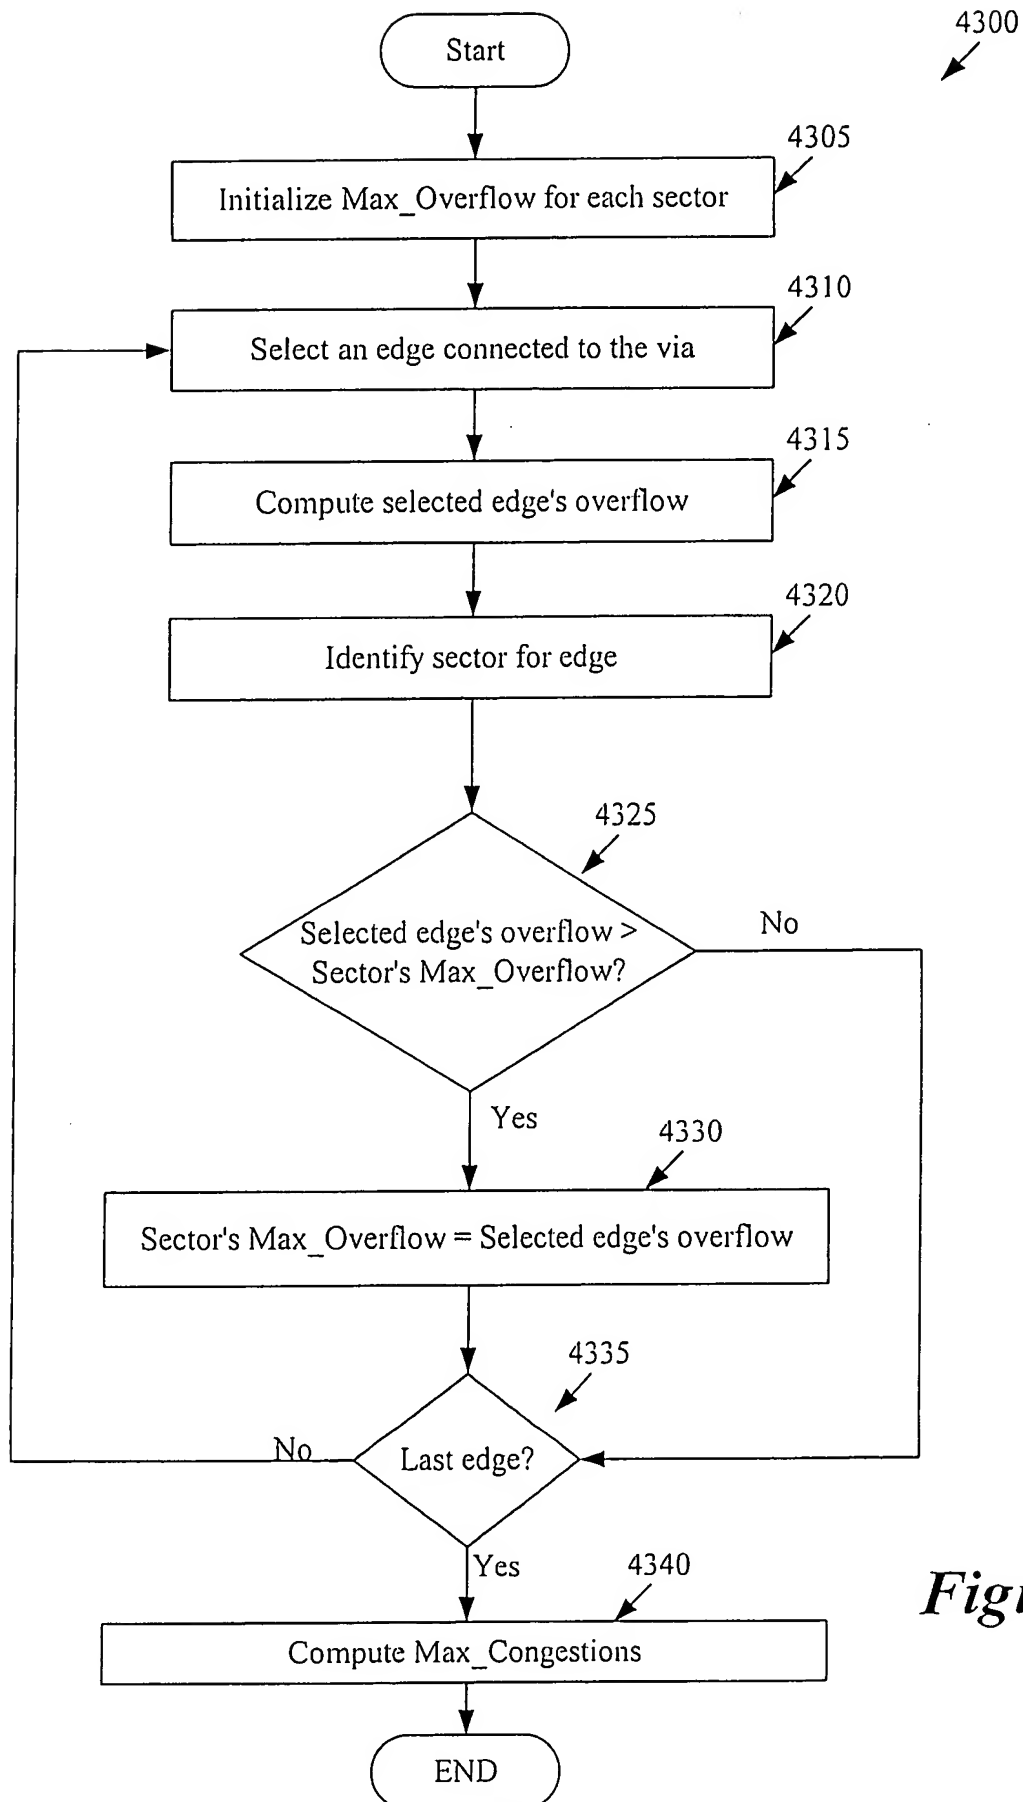 4300
Start
4305
Initialize Max_Overflow for each sector
4310
Select an edge connected to the via
4315
Compute selected edge's overflow
4320
Identify sector for edge
4325
Selected edge's overflow >
Sector's Max_Overflow?
No
Yes
4330
Sector's Max_Overflow = Selected edge's overflow
4335
Last edge?
No
Yes
4340
Compute Max_Congestions
END